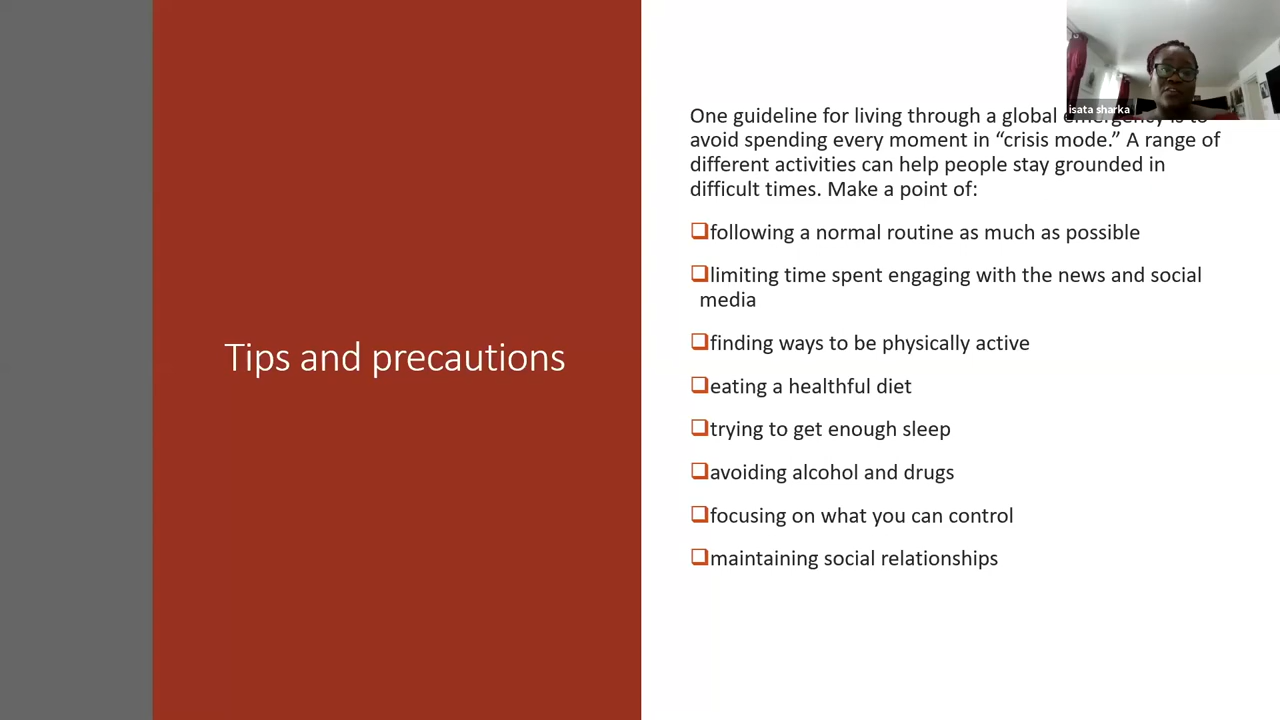 isata sharka
Tips and precautions
One guideline for living through a global emergency is to
avoid spending every moment in “crisis mode.” A range of
different activities can help people stay grounded in
difficult times. Make a point of:
following a normal routine as much as possible
limiting time spent engaging with the news and social
media
finding ways to be physically active
eating a healthful diet
trying to get enough sleep
avoiding alcohol and drugs
focusing on what you can control
maintaining social relationships